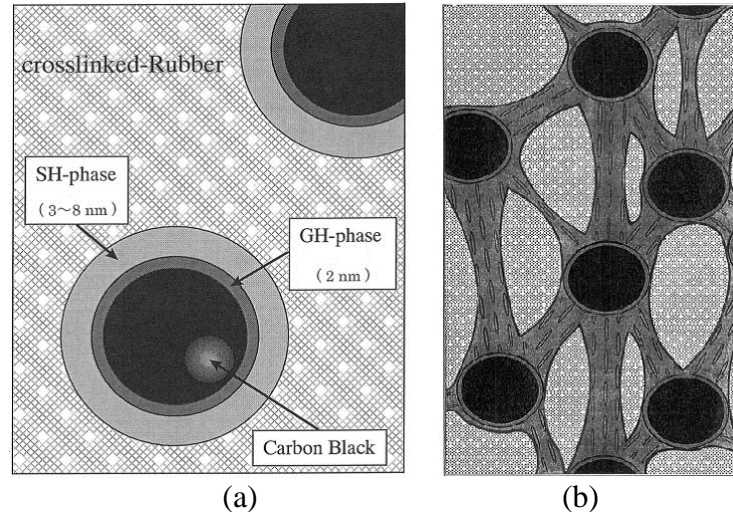 crosslinked-Rubber
SH-phase
（3～8 nm）
GH-phase
（2 nm）
Carbon Black
(a)
(b)